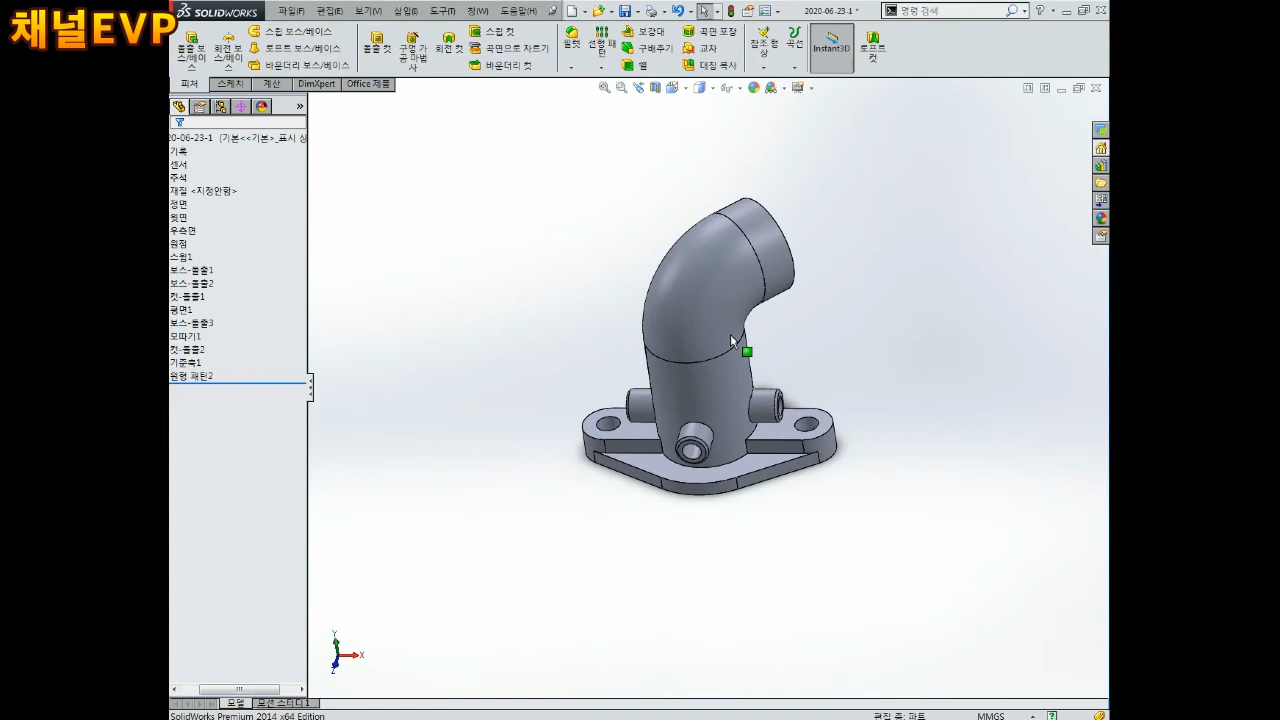 채널EVP
SOLIDWORKS 파일(F) 편집(E) 보기(V) 삽입(I) 도구(T) 창(W) 도움말(H) 2020-06-23-1 * 명령 검색
돌출 보스/베이스
회전 보스/베이스
스윕 보스/베이스
로프트 보스/베이스
바운더리 보스/베이스
돌출 컷
구멍 가공 마법사
회전 컷
스윕 컷
곡면으로 자르기
바운더리 컷
필렛
선형 패턴
보강대
구배주기
쉘
곡면 포장
교차
대칭 복사
참조 형상
곡선
Instant3D
로프트 컷
피처 스케치 계산 DimXpert Office 제품
20-06-23-1 (기본<<기본>_표시 상
기록
센서
주석
재질 <지정안함>
정면
윗면
우측면
원점
스윕1
보스-돌출1
보스-돌출2
컷-돌출1
평면1
보스-돌출3
모따기1
컷-돌출2
기준축1
원형 패턴2
Y
X
Z
모델 모션 스터디 1
SolidWorks Premium 2014 x64 Edition 편집 중: 파트 MMGS